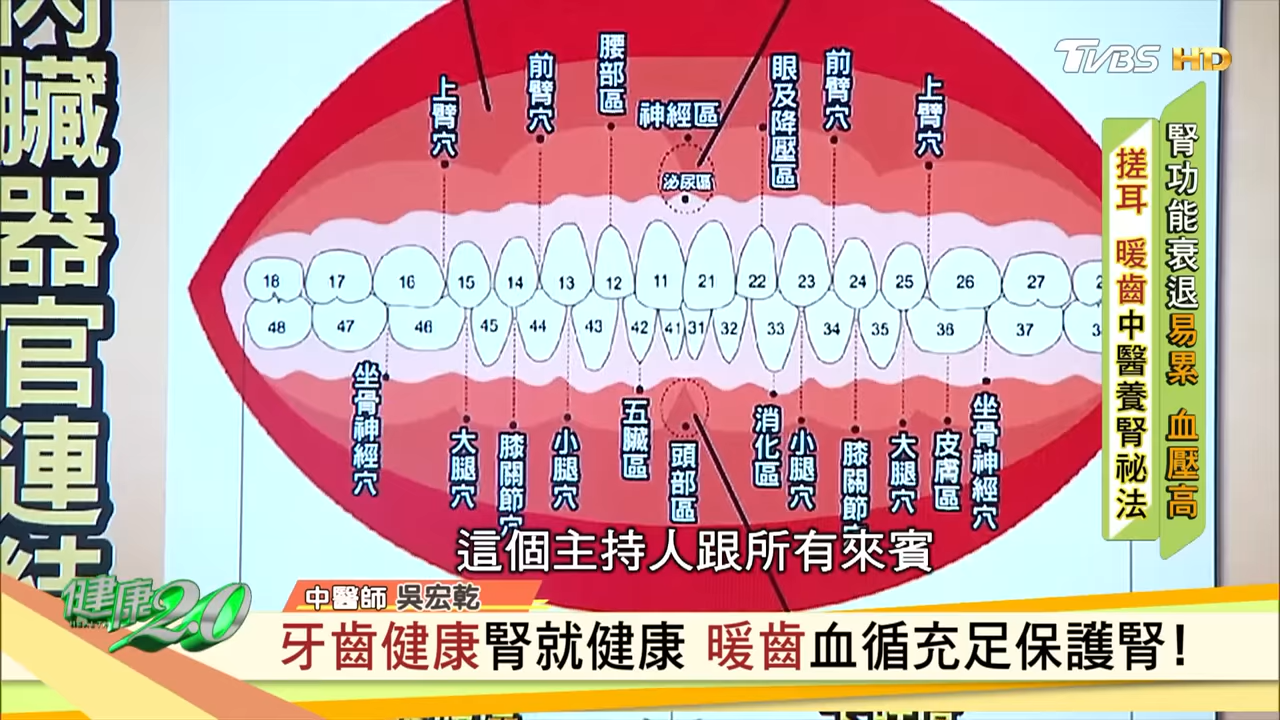 內臟器官連結
TVBS HD
腎功能衰退易累 血壓高
搓耳 暖齒中醫養腎祕法
上臂穴
前臂穴
腰部區
神經區
泌尿區
眼及降壓區
前臂穴
上臂穴
18 17 16 15 14 13 12 11 21 22 23 24 25 26 27
48 47 46 45 44 43 42 41 31 32 33 34 35 36 37
坐骨神經穴
大腿穴
膝關節穴
小腿穴
五臟區
頭部區
消化區
小腿穴
膝關節穴
大腿穴
皮膚區
坐骨神經穴
這個主持人跟所有來賓
健康2.0
中醫師 吳宏乾
牙齒健康腎就健康 暖齒血循充足保護腎!